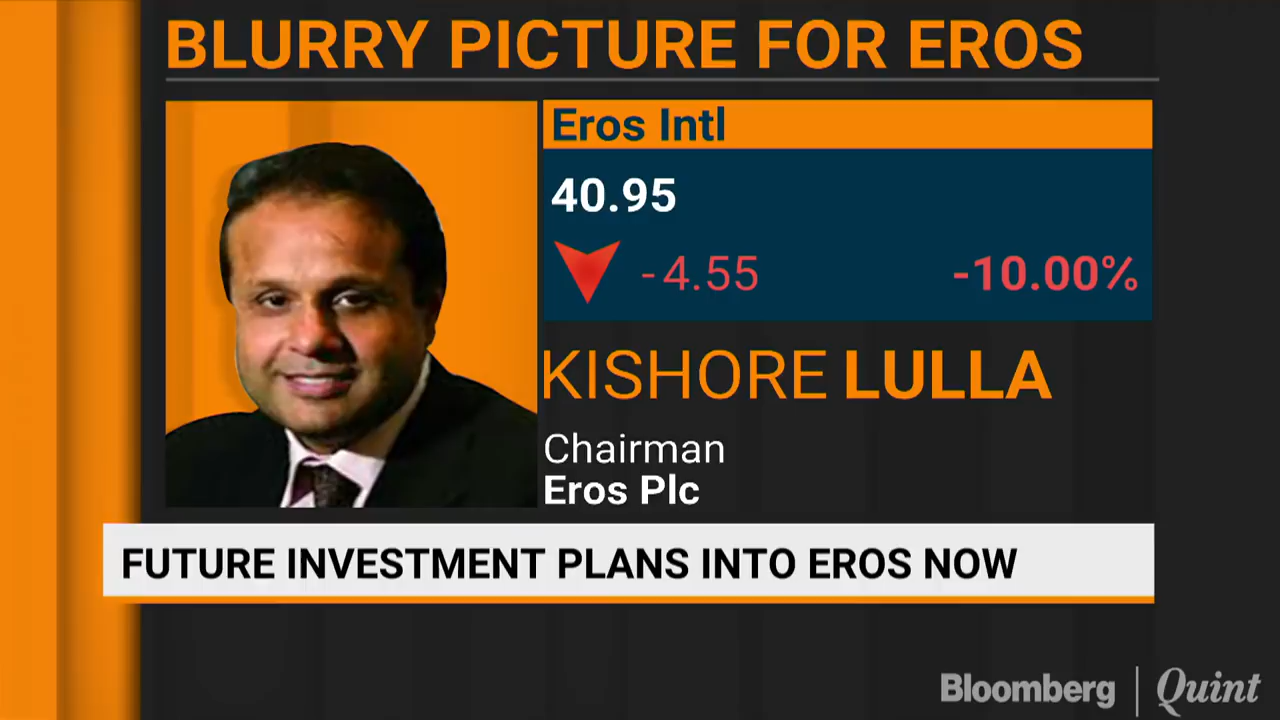 BLURRY PICTURE FOR EROS
Eros Intl
40.95
-4.55 -10.00%
KISHORE LULLA
Chairman
Eros Plc
FUTURE INVESTMENT PLANS INTO EROS NOW
Bloomberg | Quint